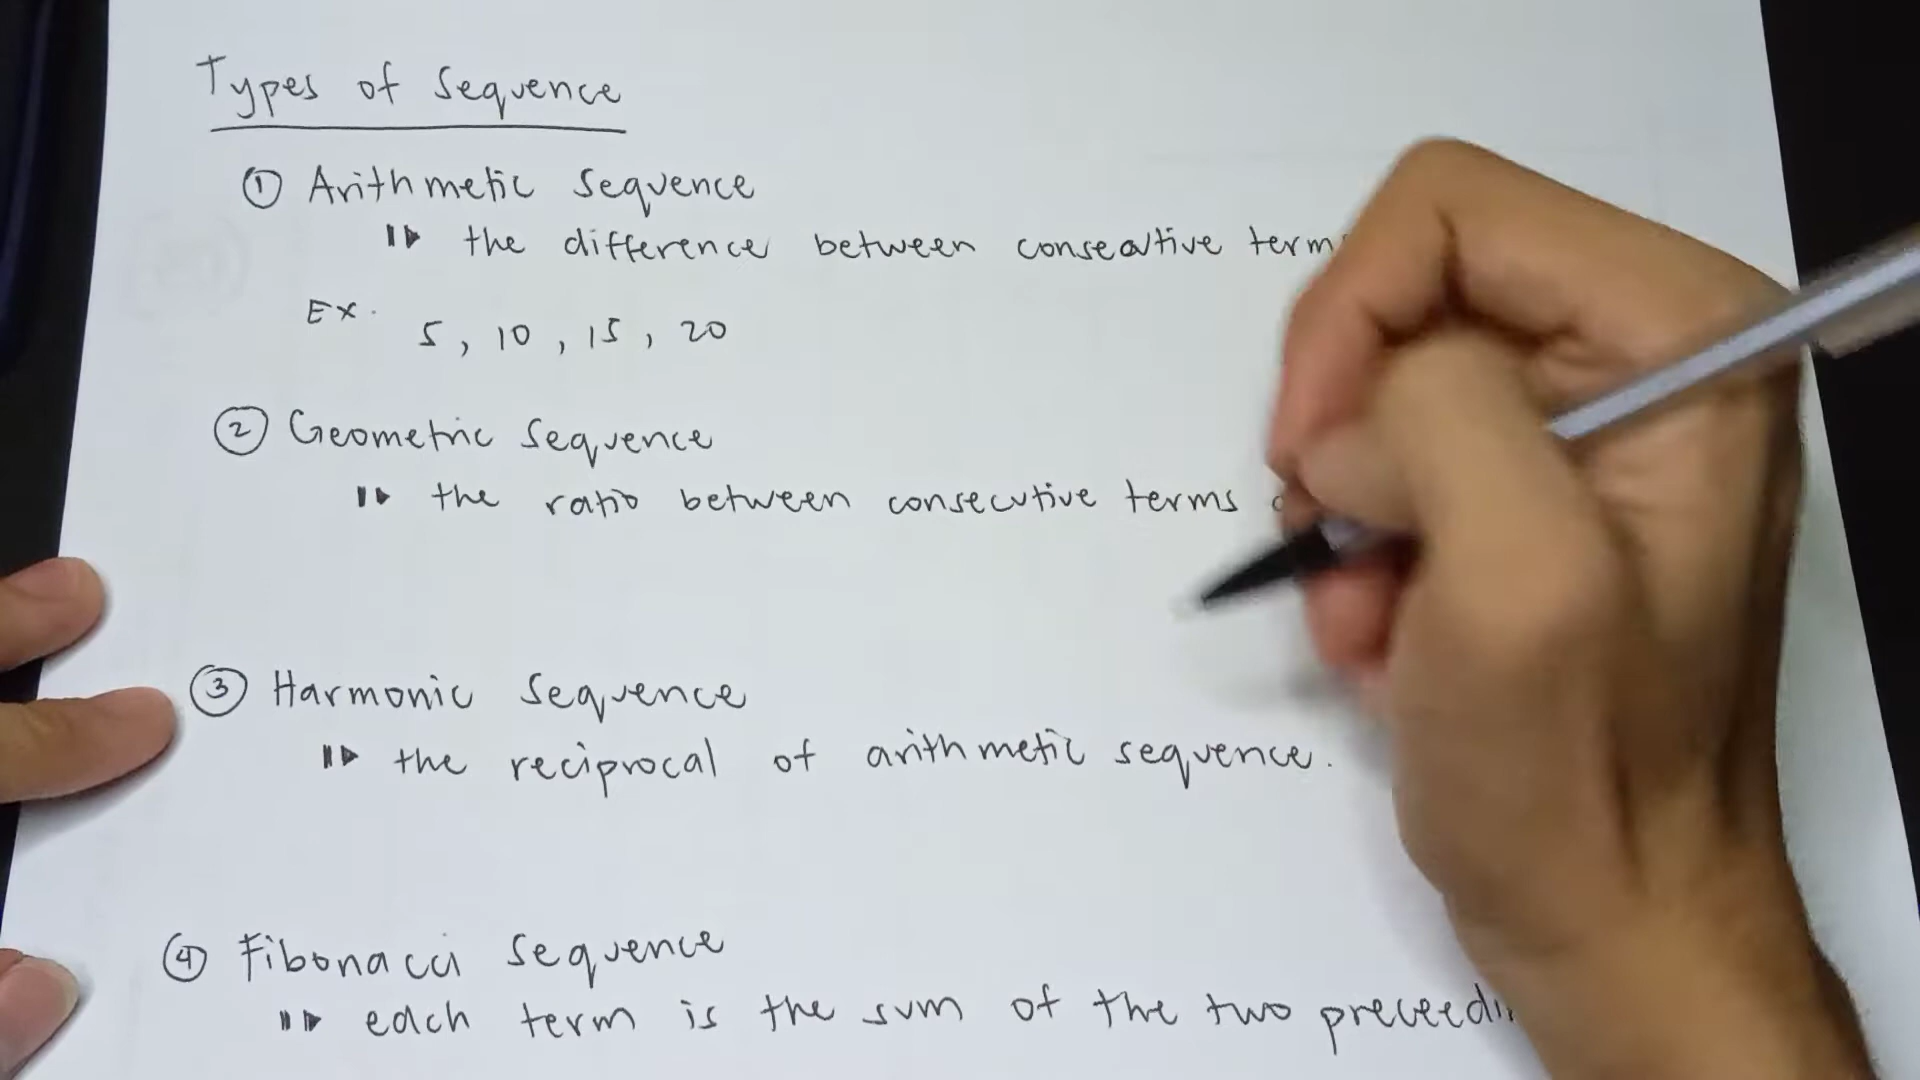 Types of Sequence
① Arithmetic Sequence
the difference between consecutive terms
Ex. 5, 10, 15, 20
② Geometric Sequence
the ratio between consecutive terms
③ Harmonic Sequence
the reciprocal of arithmetic sequence.
④ Fibonacci Sequence
each term is the sum of the two